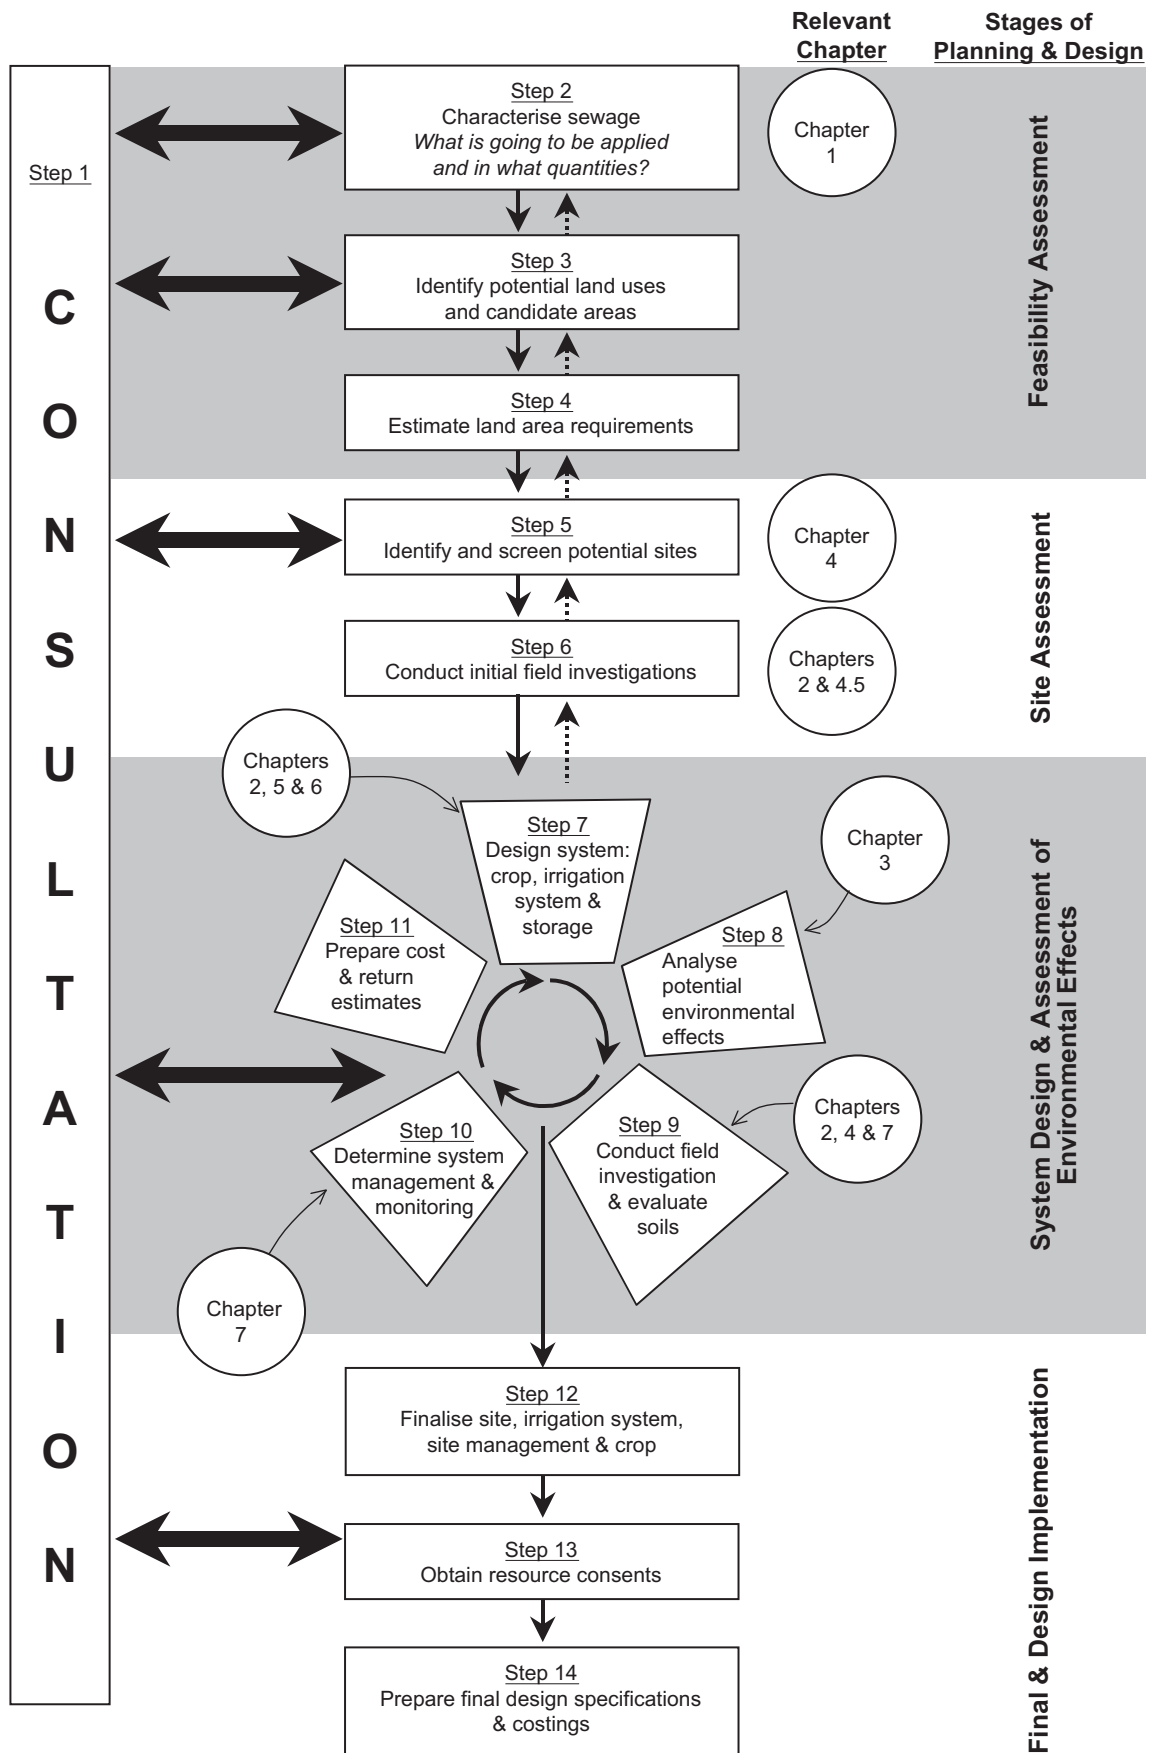 Relevant
Chapter
Stages of
Planning & Design
Step 1
C
O
N
S
U
L
T
A
T
I
O
N
Step 2
Characterise sewage
What is going to be applied
and in what quantities?
Chapter
1
Step 3
Identify potential land uses
and candidate areas
Step 4
Estimate land area requirements
Feasibility Assessment
Step 5
Identify and screen potential sites
Chapter
4
Step 6
Conduct initial field investigations
Chapters
2 & 4.5
Site Assessment
Chapters
2, 5 & 6
Step 7
Design system:
crop, irrigation
system &
storage
Chapter
3
Step 8
Analyse
potential
environmental
effects
Step 11
Prepare cost
& return
estimates
Step 9
Conduct field
investigation
& evaluate
soils
Chapters
2, 4 & 7
Step 10
Determine system
management &
monitoring
Chapter
7
System Design & Assessment of
Environmental Effects
Step 12
Finalise site, irrigation system,
site management & crop
Step 13
Obtain resource consents
Step 14
Prepare final design specifications
& costings
Final & Design Implementation